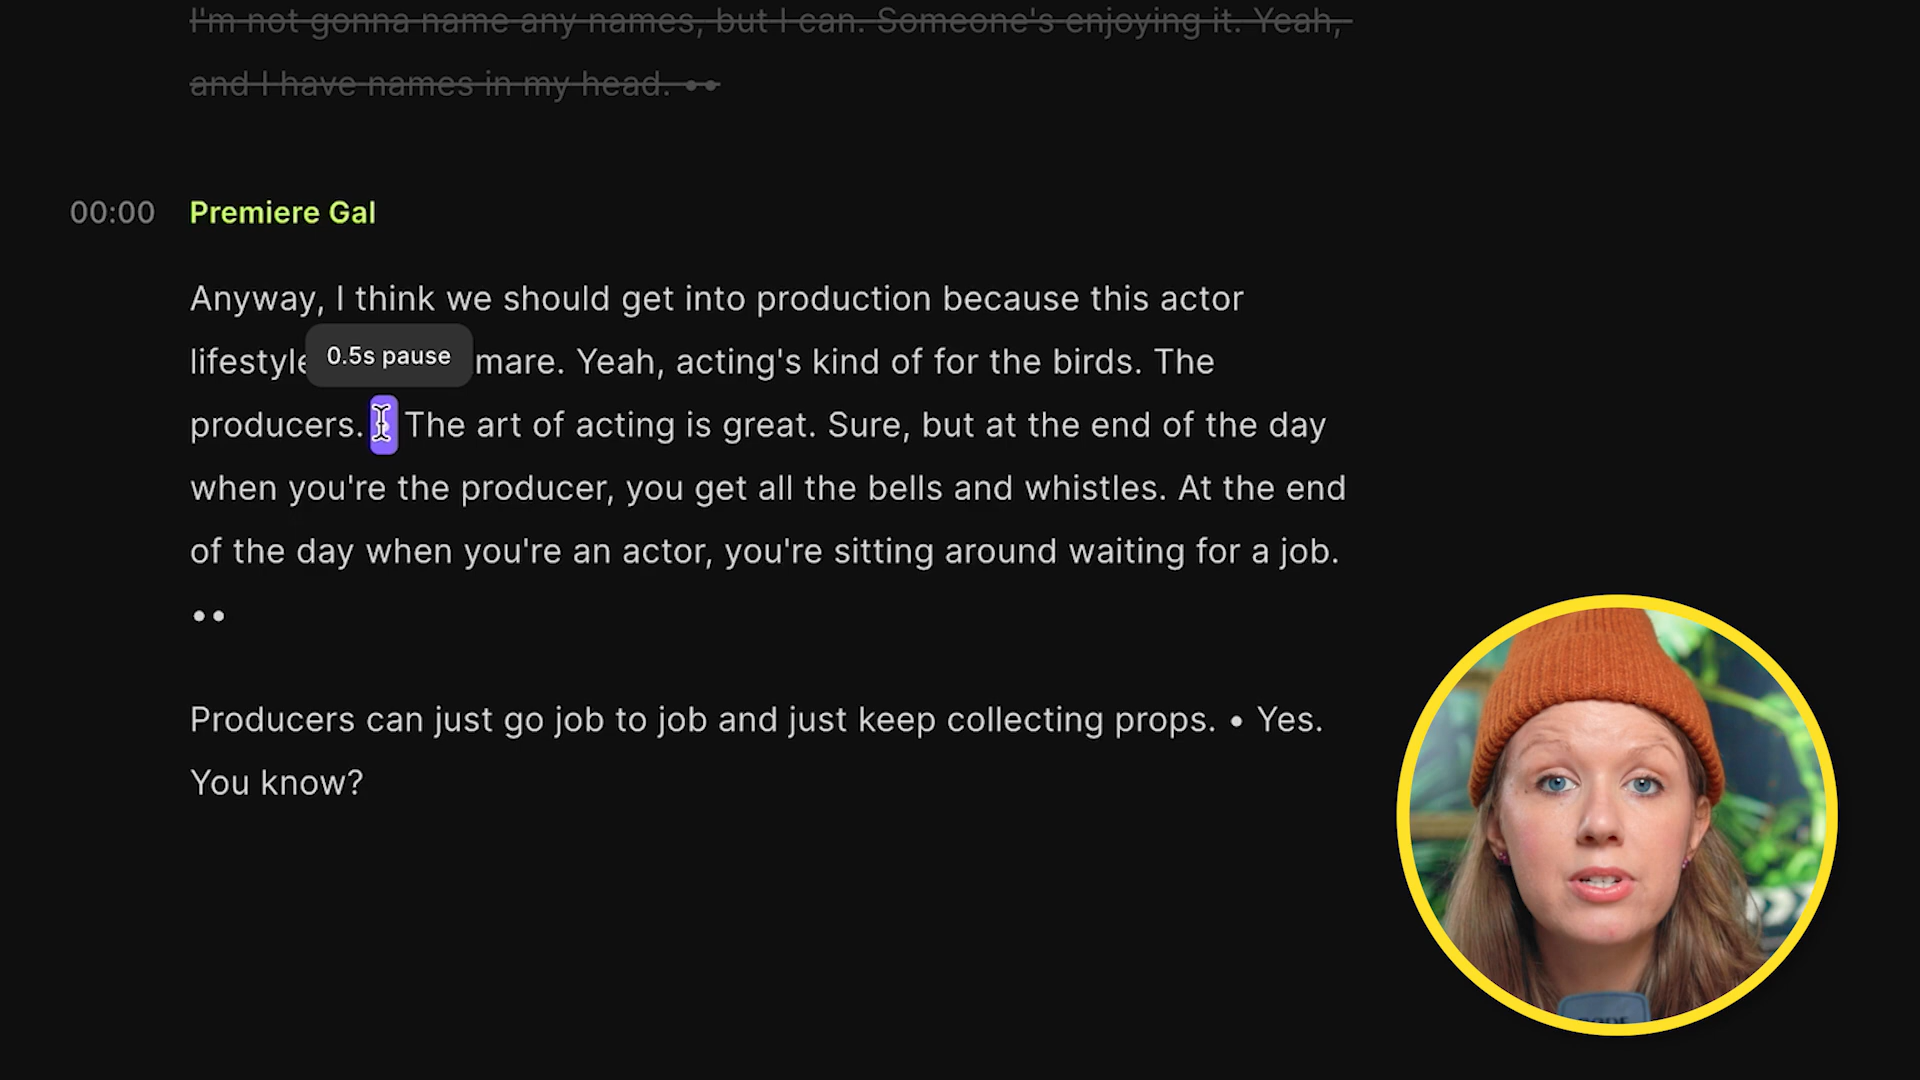 I'm not gonna name any names, but I can. Someone's enjoying it. Yeah,
and I have names in my head. ••
00:00 Premiere Gal
Anyway, I think we should get into production because this actor
lifestyle 0.5s pause mare. Yeah, acting's kind of for the birds. The
producers. The art of acting is great. Sure, but at the end of the day
when you're the producer, you get all the bells and whistles. At the end
of the day when you're an actor, you're sitting around waiting for a job.
••
Producers can just go job to job and just keep collecting props. • Yes.
You know?